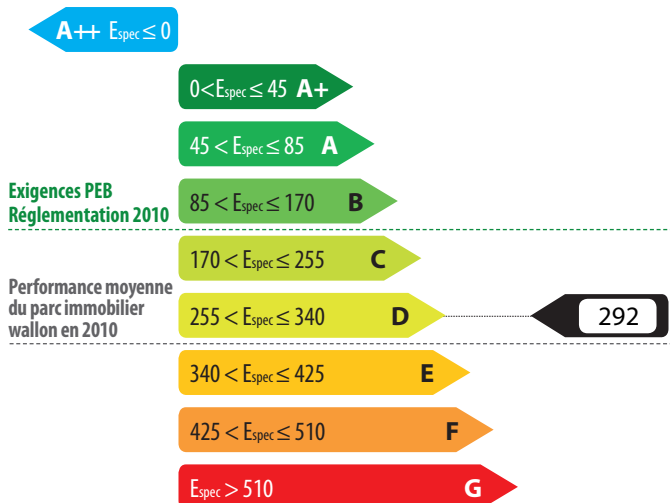 A++ Espec ≤ 0
0 < Espec ≤ 45 A+
45 < Espec ≤ 85 A
Exigences PEB
Réglementation 2010
85 < Espec ≤ 170 B
170 < Espec ≤ 255 C
Performance moyenne
du parc immobilier
wallon en 2010
255 < Espec ≤ 340 D
292
340 < Espec ≤ 425 E
425 < Espec ≤ 510 F
Espec > 510 G